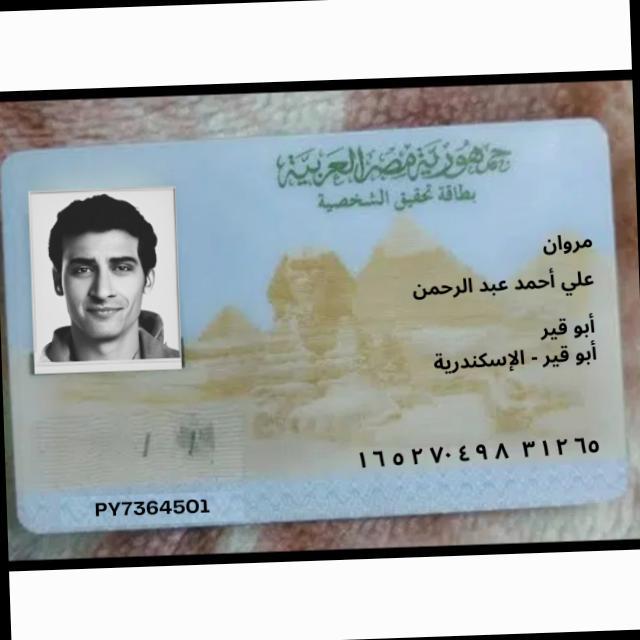 جمهورية مصر العربية
بطاقة تحقيق الشخصية
مروان
علي أحمد عبد الرحمن
أبو قير
أبو قير - الإسكندرية
١٦٥٢٧٠٤٩٨ ٣١٢٦٥
PY7364501